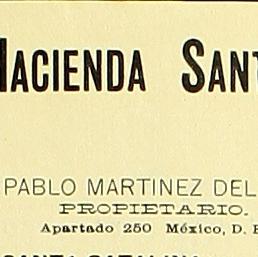 HACIENDA SANT
PABLO MARTINEZ DEL
PROPIETARIO.
Apartado 250 México, D. F